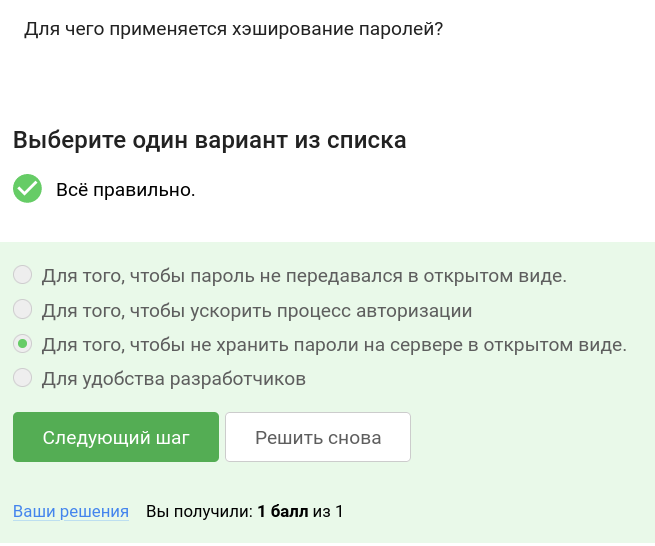 Для чего применяется хэширование паролей?
Выберите один вариант из списка
Всё правильно.
Для того, чтобы пароль не передавался в открытом виде.
Для того, чтобы ускорить процесс авторизации
Для того, чтобы не хранить пароли на сервере в открытом виде.
Для удобства разработчиков
Следующий шаг Решить снова
Ваши решения Вы получили: 1 балл из 1